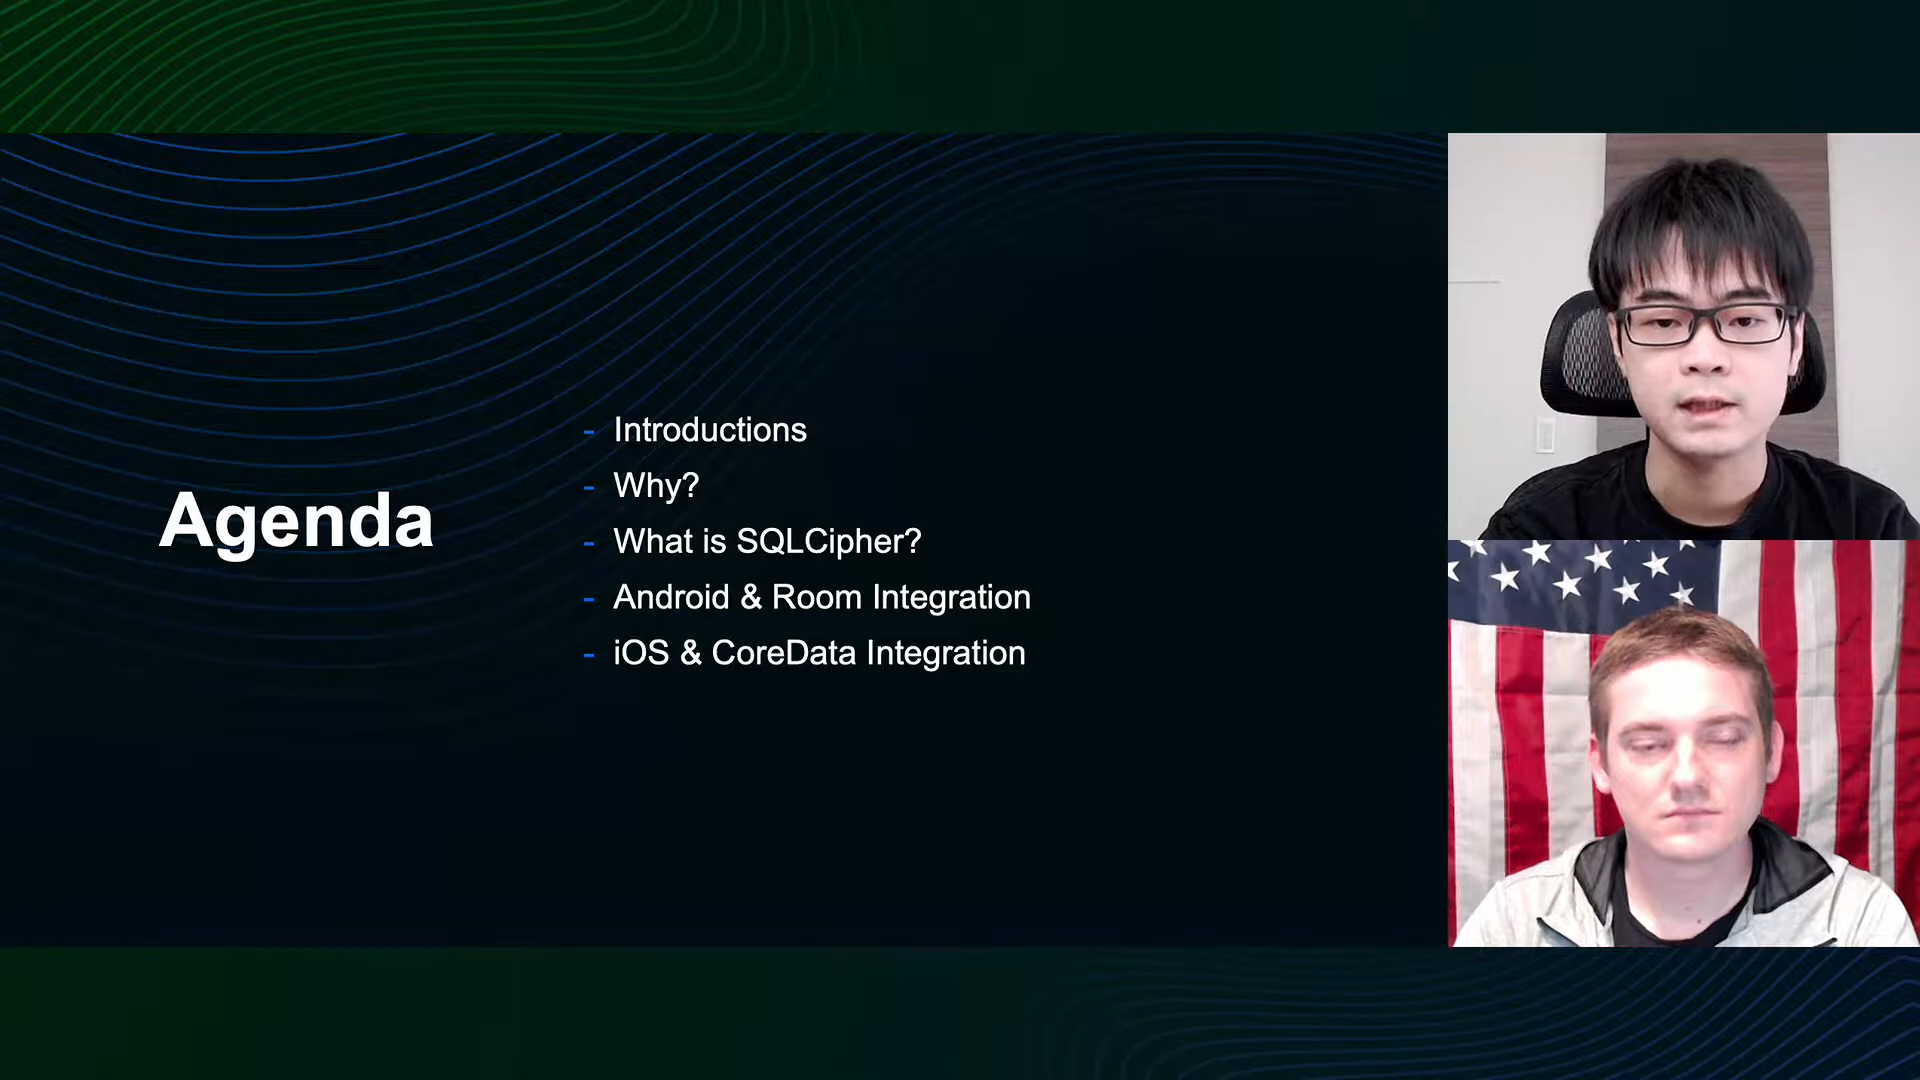 Agenda
- Introductions
- Why?
- What is SQLCipher?
- Android & Room Integration
- iOS & CoreData Integration